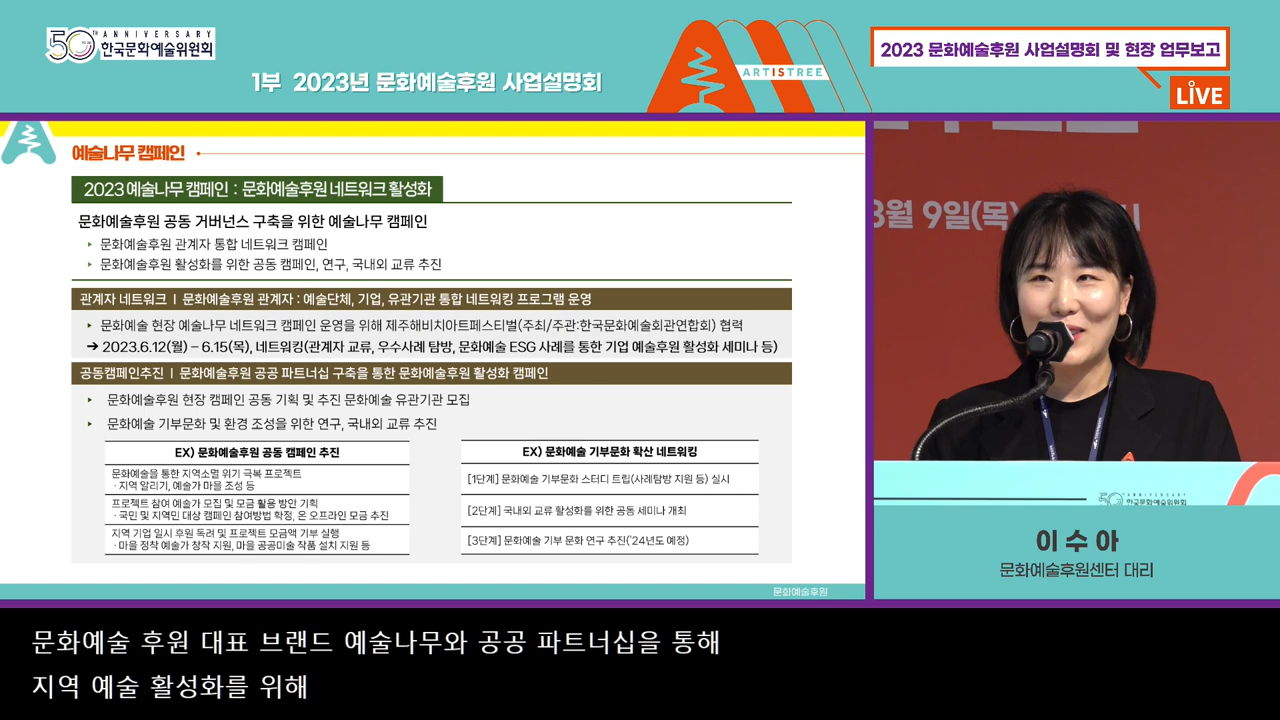 50TH ANNIVERSARY
한국문화예술위원회
1부 2023년 문화예술후원 사업설명회
ARTISTREE
2023 문화예술후원 사업설명회 및 현장 업무보고
LIVE
예술나무 캠페인
2023 예술나무 캠페인 : 문화예술후원 네트워크 활성화
문화예술후원 공동 거버넌스 구축을 위한 예술나무 캠페인
▸ 문화예술후원 관계자 통합 네트워크 캠페인
▸ 문화예술후원 활성화를 위한 공동 캠페인, 연구, 국내외 교류 추진
관계자 네트워크 ㅣ 문화예술후원 관계자 : 예술단체, 기업, 유관기관 통합 네트워킹 프로그램 운영
▸ 문화예술 현장 예술나무 네트워크 캠페인 운영을 위해 제주해비치아트페스티벌(주최/주관:한국문화예술회관연합회) 협력
➔ 2023.6.12(월) – 6.15(목), 네트워킹(관계자 교류, 우수사례 탐방, 문화예술 ESG 사례를 통한 기업 예술후원 활성화 세미나 등)
공동캠페인추진 ㅣ 문화예술후원 공공 파트너십 구축을 통한 문화예술후원 활성화 캠페인
▸ 문화예술후원 현장 캠페인 공동 기획 및 추진 문화예술 유관기관 모집
▸ 문화예술 기부문화 및 환경 조성을 위한 연구, 국내외 교류 추진
EX) 문화예술후원 공동 캠페인 추진
문화예술을 통한 지역소멸 위기 극복 프로젝트
· 지역 알리기, 예술가 마을 조성 등
프로젝트 참여 예술가 모집 및 모금 활용 방안 기획
· 국민 및 지역민 대상 캠페인 참여방법 확정, 온 오프라인 모금 추진
지역 기업 일시 후원 독려 및 프로젝트 모금액 기부 실행
· 마을 정착 예술가 창작 지원, 마을 공공미술 작품 설치 지원 등
EX) 문화예술 기부문화 확산 네트워킹
[1단계] 문화예술 기부문화 스터디 트립(사례탐방 지원 등) 실시
[2단계] 국내외 교류 활성화를 위한 공동 세미나 개최
[3단계] 문화예술 기부 문화 연구 추진('24년도 예정)
문화예술후원
3월 9일(목)
시
50TH ANNIVERSARY
한국문화예술위원회
이 수 아
문화예술후원센터 대리
문화예술 후원 대표 브랜드 예술나무와 공공 파트너십을 통해
지역 예술 활성화를 위해